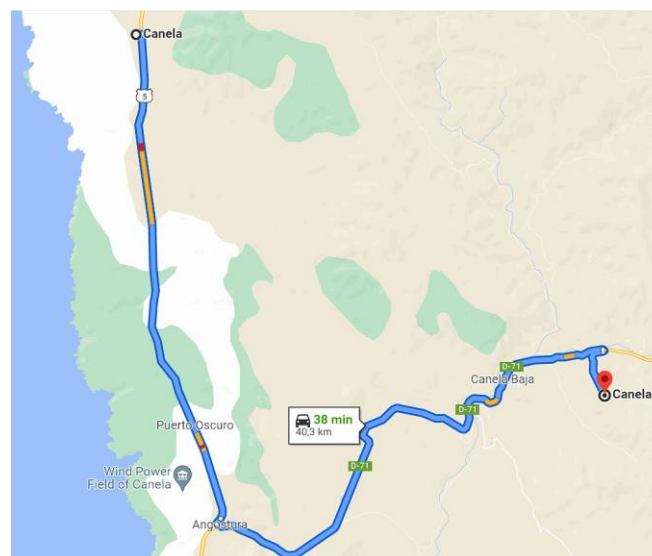 Canela
5
D-71
Canela Baja
Canela
38 min
40,3 km
D-71
Puerto Oscuro
D-71
Wind Power
Field of Canela
Angostura